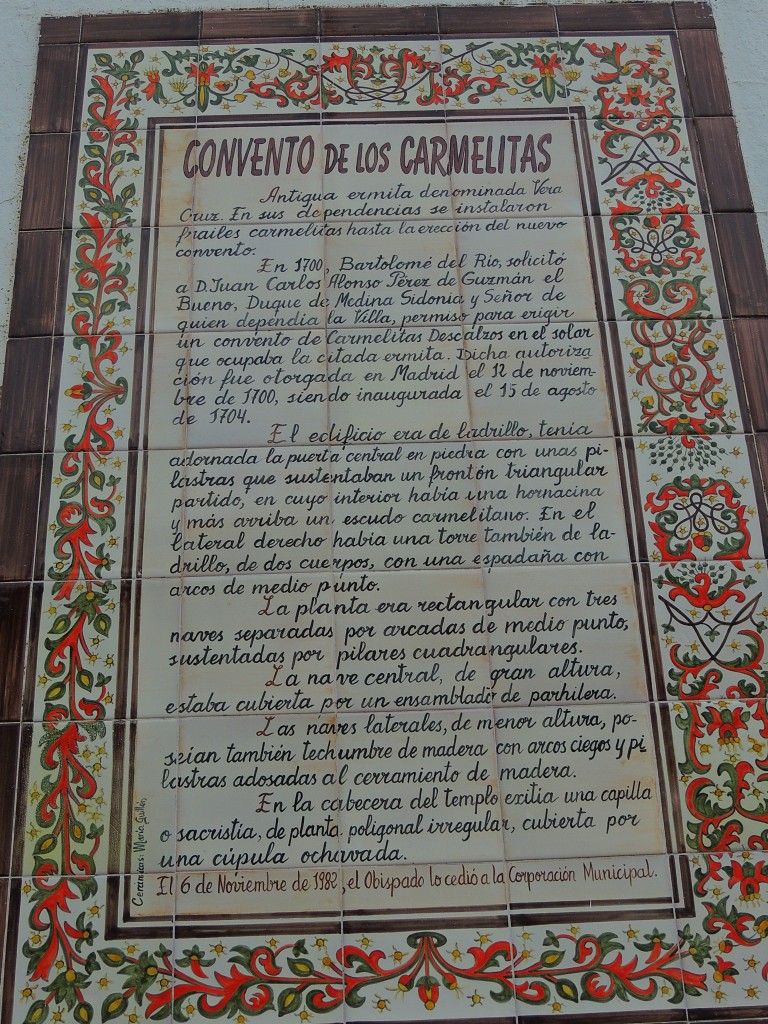 CONVENTO DE LOS CARMELITAS
Antigua ermita denominada Vera
Cruz. En sus dependencias se instalaron
frailes carmelitas hasta la erección del nuevo
convento.
En 1700, Bartolomé del Río, solicitó
a D. Juan Carlos Alonso Pérez de Guzmán el
Bueno, Duque de Medina Sidonia y Señor de
quien dependía la Villa, permiso para erigir
un convento de Carmelitas Descalzos en el solar
que ocupaba la citada ermita. Dicha autoriza
ción fue otorgada en Madrid el 12 de noviem-
bre de 1700, siendo inaugurada el 15 de agosto
de 1704.
El edificio era de ladrillo, tenía
adornada la puerta central en piedra con unas pi-
lastras que sustentaban un frontón triangular
partido, en cuyo interior había una hornacina
y más arriba un escudo carmelitano. En el
lateral derecho había una torre también de la-
drillo, de dos cuerpos, con una espadaña con
arcos de medio punto.
La planta era rectangular con tres
naves separadas por arcadas de medio punto,
sustentadas por pilares cuadrangulares.
La nave central, de gran altura,
estaba cubierta por un ensamblado de parhilera.
Las naves laterales, de menor altura, po-
seían también techumbre de madera con arcos ciegos y pi
lastras adosadas al cerramiento de madera.
En la cabecera del templo exitía una capilla
o sacristía, de planta poligonal irregular, cubierta por
una cúpula ochavada.
El 6 de Noviembre de 1982, el Obispado lo cedió a la Corporación Municipal.
Cerámicas: María Guillén